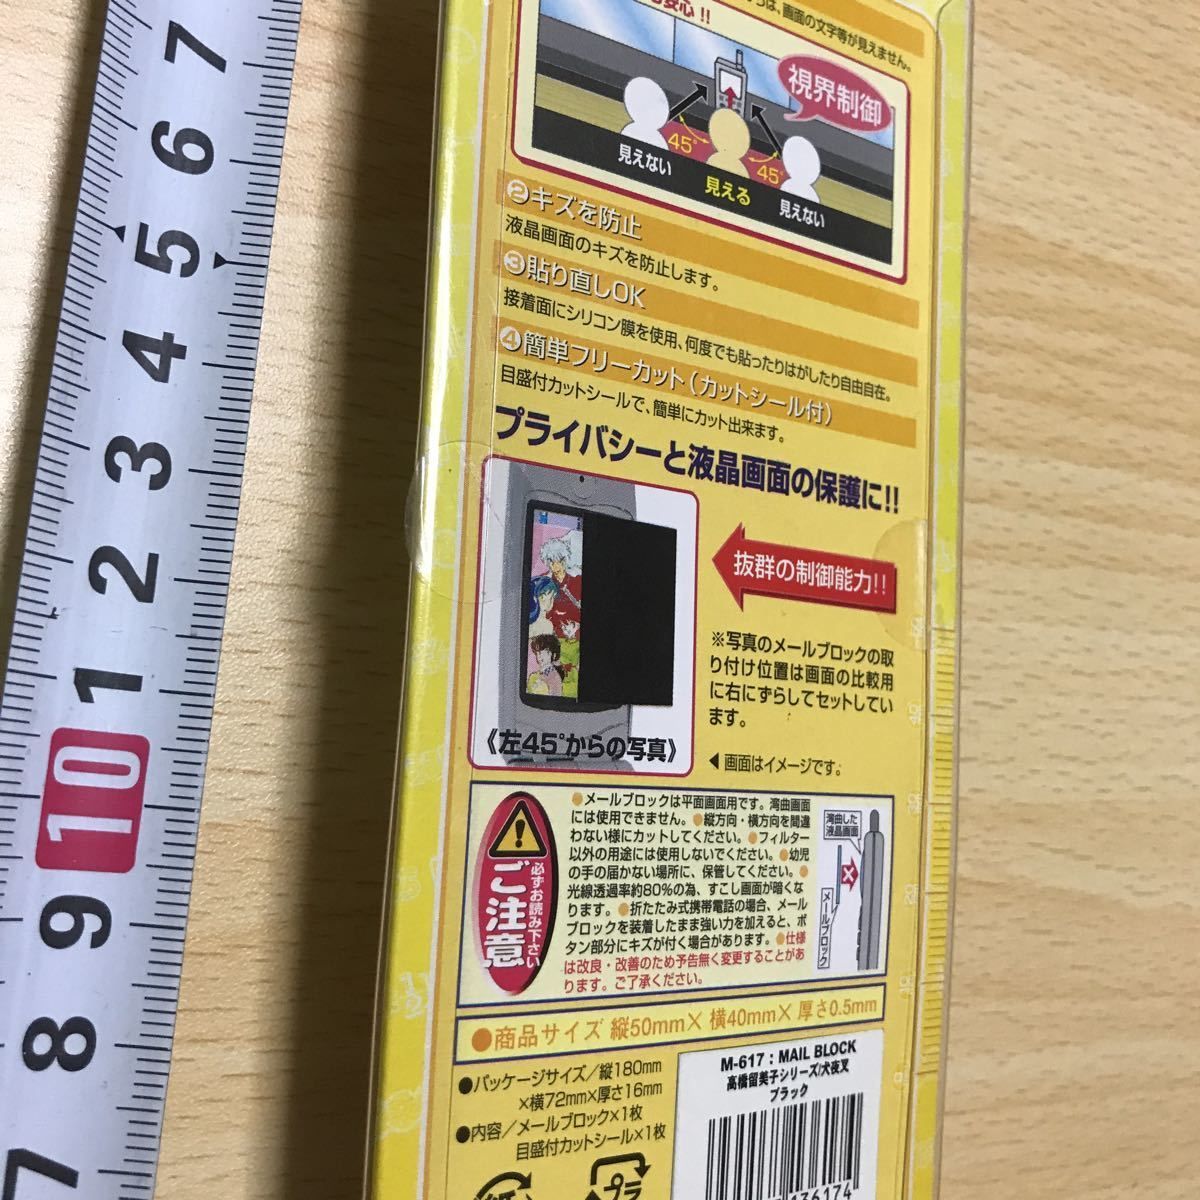 も安心!!
は、画面の文字等が見えません。
視界制御
45°
45°
見えない
見える
見えない
❷キズを防止
液晶画面のキズを防止します。
❸貼り直しOK
接着面にシリコン膜を使用、何度でも貼ったりはがしたり自由自在。
❹簡単フリーカット(カットシール付)
目盛付カットシールで、簡単にカット出来ます。
プライバシーと液晶画面の保護に!!
抜群の制御能力!!
※写真のメールブロックの取
り付け位置は画面の比較用
に右にずらしてセットしてい
ます。
◀画面はイメージです。
《左45°からの写真》
必ずお読み下さい
ご注意
●メールブロックは平面画面用です。湾曲画面
には使用できません。●縦方向・横方向を間違
わない様にカットしてください。●フィルター
以外の用途には使用しないでください。●幼児
の手の届かない場所に、保管してください。●
光線透過率約80%の為、すこし画面が暗くな
ります。●折たたみ式携帯電話の場合、メール
ブロックを装着したまま強い力を加えると、ボ
タン部分にキズが付く場合があります。●仕様
は改良・改善のため予告無く変更することがあ
ります。ご了承ください。
湾曲した
液晶画面
メールブロック
●商品サイズ 縦50mm×横40mm×厚さ0.5mm
●パッケージサイズ/縦180mm
×横72mm×厚さ16mm
●内容/メールブロック×1枚
目盛付カットシール×1枚
M-617 : MAIL BLOCK
高橋留美子シリーズ/犬夜叉
ブラック
36174
紙
プラ
7
6
5
4
3
2
1
10
9
8
7